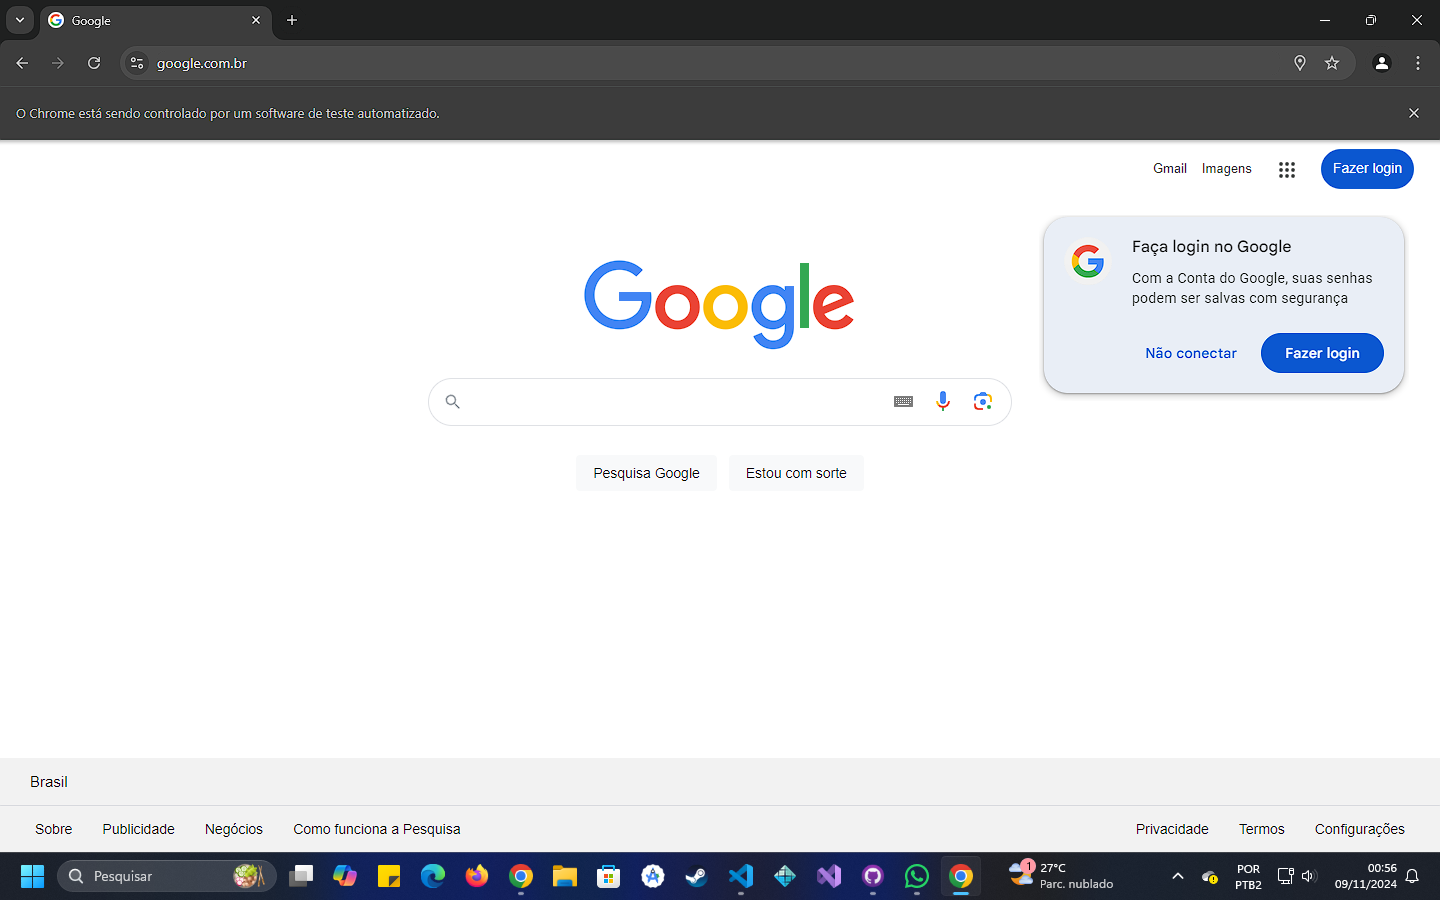 Google
google.com.br
O Chrome está sendo controlado por um software de teste automatizado.
Gmail Imagens Fazer login
Faça login no Google
Com a Conta do Google, suas senhas
podem ser salvas com segurança
Não conectar Fazer login
Google
Pesquisa Google Estou com sorte
Brasil
Sobre Publicidade Negócios Como funciona a Pesquisa Privacidade Termos Configurações
Pesquisar
1
27°C
Parc. nublado
POR
PTB2
00:56
09/11/2024